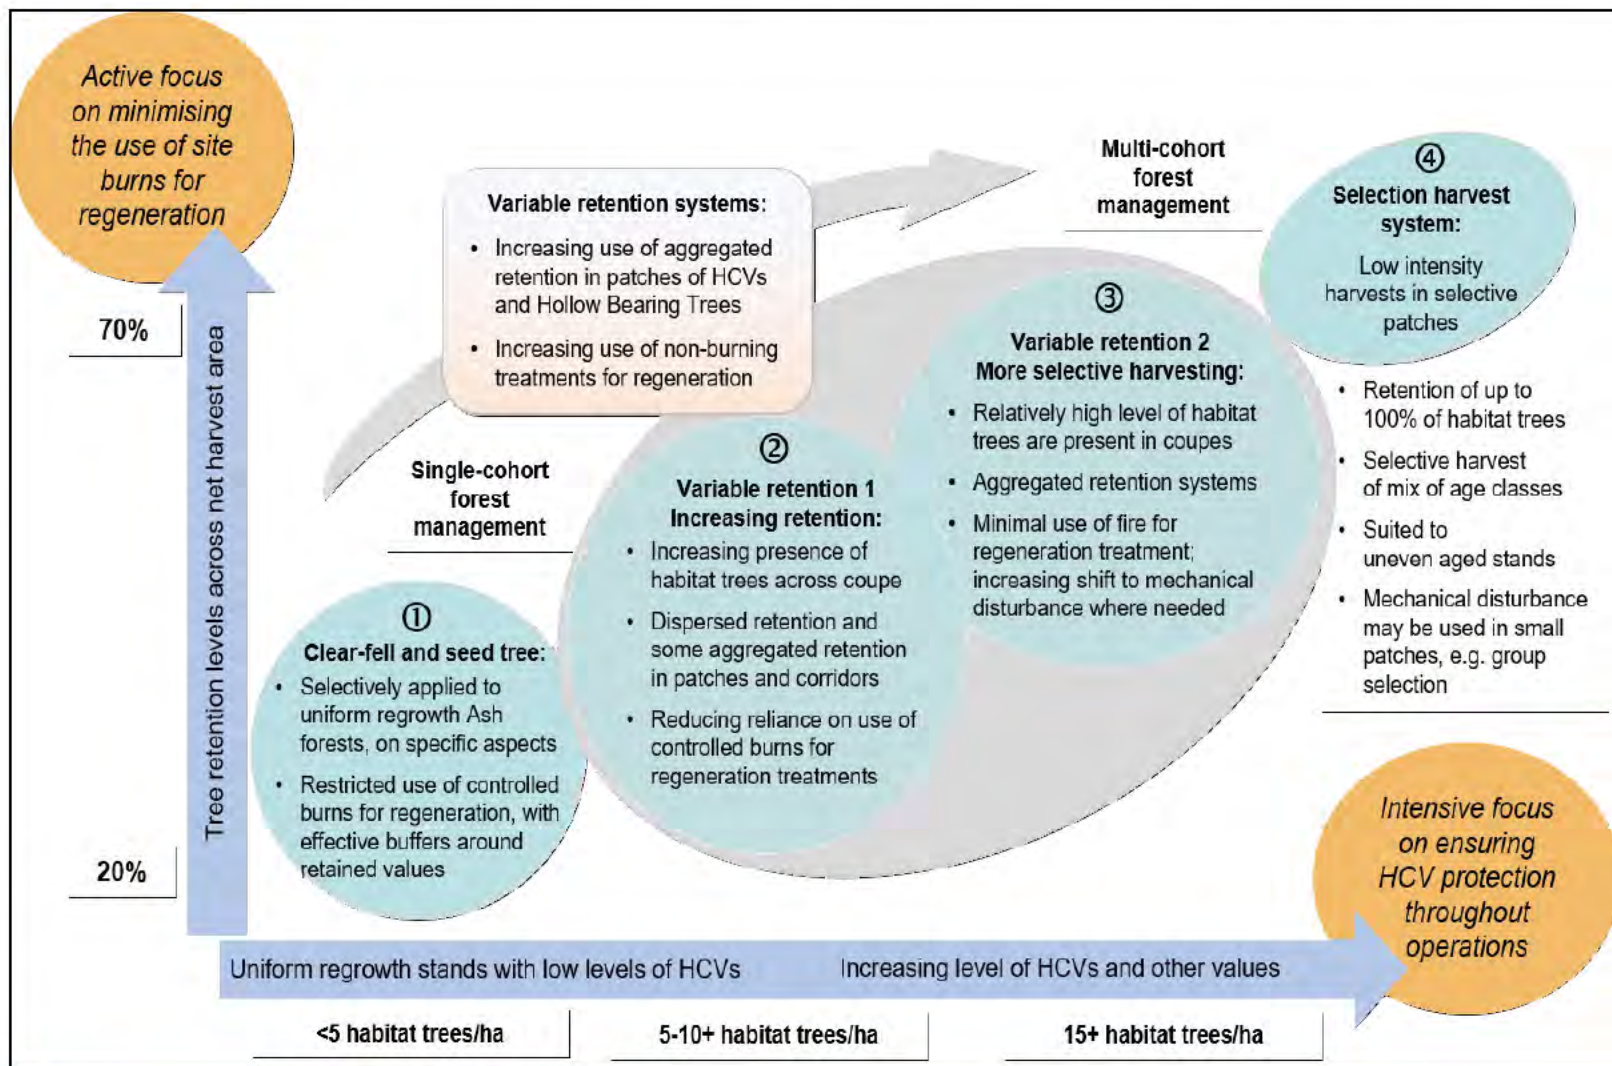 Active focus
on minimising
the use of site
burns for
regeneration
70%
20%
Tree retention levels across net harvest area
Variable retention systems:
• Increasing use of aggregated
retention in patches of HCVs
and Hollow Bearing Trees
• Increasing use of non-burning
treatments for regeneration
Single-cohort
forest
management
Multi-cohort
forest
management
①
Clear-fell and seed tree:
• Selectively applied to
uniform regrowth Ash
forests, on specific aspects
• Restricted use of controlled
burns for regeneration, with
effective buffers around
retained values
②
Variable retention 1
Increasing retention:
• Increasing presence of
habitat trees across coupe
• Dispersed retention and
some aggregated retention
in patches and corridors
• Reducing reliance on use of
controlled burns for
regeneration treatments
③
Variable retention 2
More selective harvesting:
• Relatively high level of habitat
trees are present in coupes
• Aggregated retention systems
• Minimal use of fire for
regeneration treatment;
increasing shift to mechanical
disturbance where needed
④
Selection harvest
system:
Low intensity
harvests in selective
patches
• Retention of up to
100% of habitat trees
• Selective harvest
of mix of age classes
• Suited to
uneven aged stands
• Mechanical disturbance
may be used in small
patches, e.g. group
selection
Intensive focus
on ensuring
HCV protection
throughout
operations
Uniform regrowth stands with low levels of HCVs
Increasing level of HCVs and other values
<5 habitat trees/ha
5-10+ habitat trees/ha
15+ habitat trees/ha